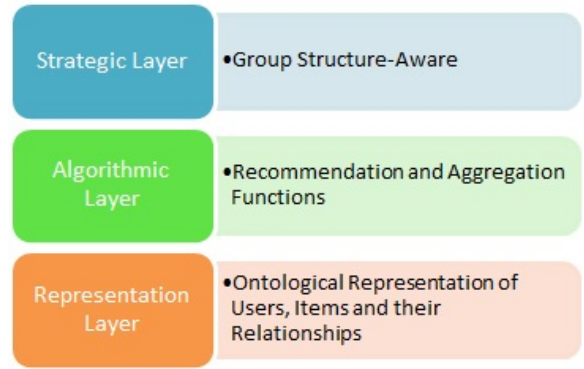 Strategic Layer
•Group Structure-Aware
Algorithmic
Layer
•Recommendation and Aggregation
Functions
Representation
Layer
•Ontological Representation of
Users, Items and their
Relationships